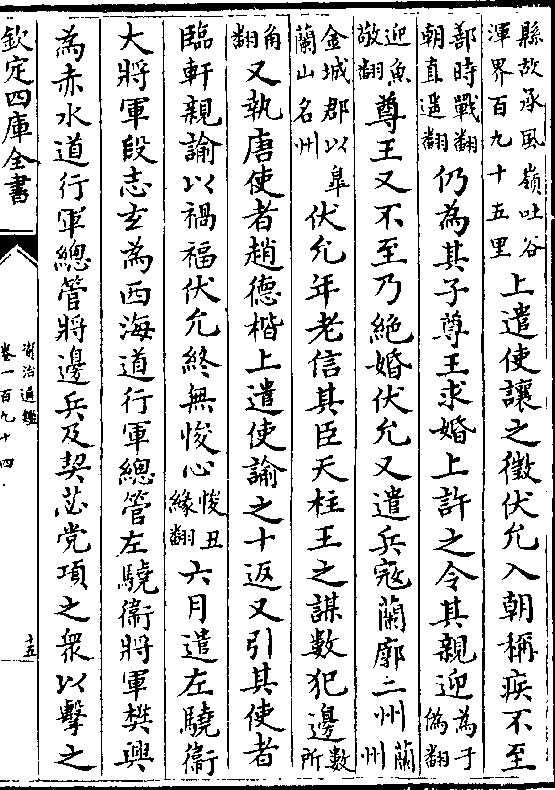 縣故承風嶺吐谷
渾界百九十五里
上遣使讓之徵伏允入朝稱疾不至
鄯時戰翻
朝直遥翻
仍為其子尊王求婚上許之令其親迎
為于
偽翻
迎魚
敬翻
尊王又不至乃絶婚伏允又遣兵寇蘭廓二州
蘭
州
金城郡以
蘭山名州
皐
伏允年老信其臣天柱王之謀數犯邊
數
所
角
翻
又執唐使者趙德楷上遣使諭之十返又引其使者
臨軒親諭以禍福伏允終無悛心
悛丑
緣翻
六月遣左驍衛
大將軍段志玄為西海道行軍總管左驍衛將軍樊興
為赤水道行軍總管將邊兵及契苾党項之衆以擊之
欽定四庫全書
資治通鑑
卷一百九十四
十五